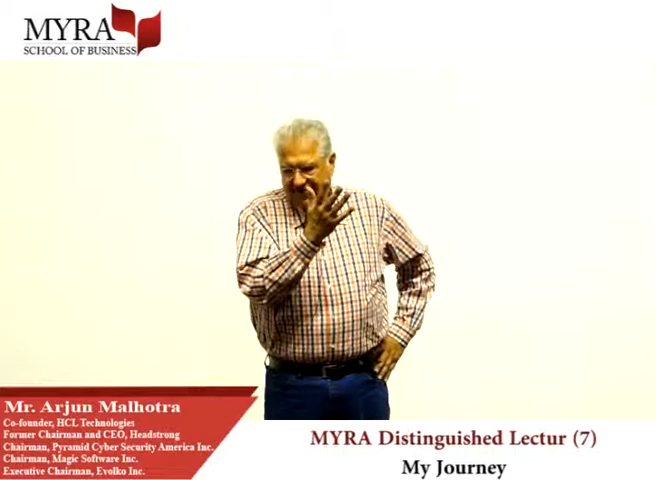 MYRA
SCHOOL OF BUSINESS
Mr. Arjun Malhotra
Co-founder, HCL Technologies
Former Chairman and CEO, Headstrong
Chairman, Pyramid Cyber Security America Inc.
Chairman, Magic Software Inc.
Executive Chairman, Evolko Inc.
MYRA Distinguished Lectur (7)
My Journey